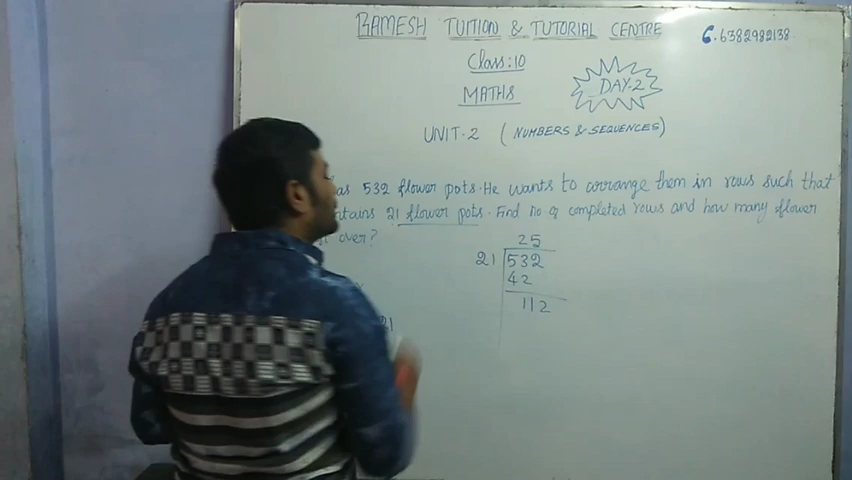 RAMESH TUITION & TUTORIAL CENTRE
C. 6382982138
Class: 10
MATHS
DAY-2
UNIT-2 (NUMBERS & SEQUENCES)
as 532 flower pots. He wants to arrange them in rows such that
ntains 21 flower pots. Find no of completed rows and how many flower
over?
25
21 532
42
112
21